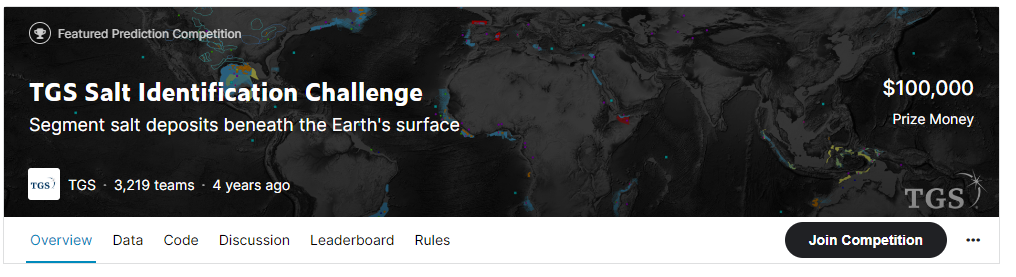 Featured Prediction Competition
TGS Salt Identification Challenge
$100,000
Segment salt deposits beneath the Earth's surface
Prize Money
TGS
TGS · 3,219 teams · 4 years ago
TGS
Overview Data Code Discussion Leaderboard Rules Join Competition ···